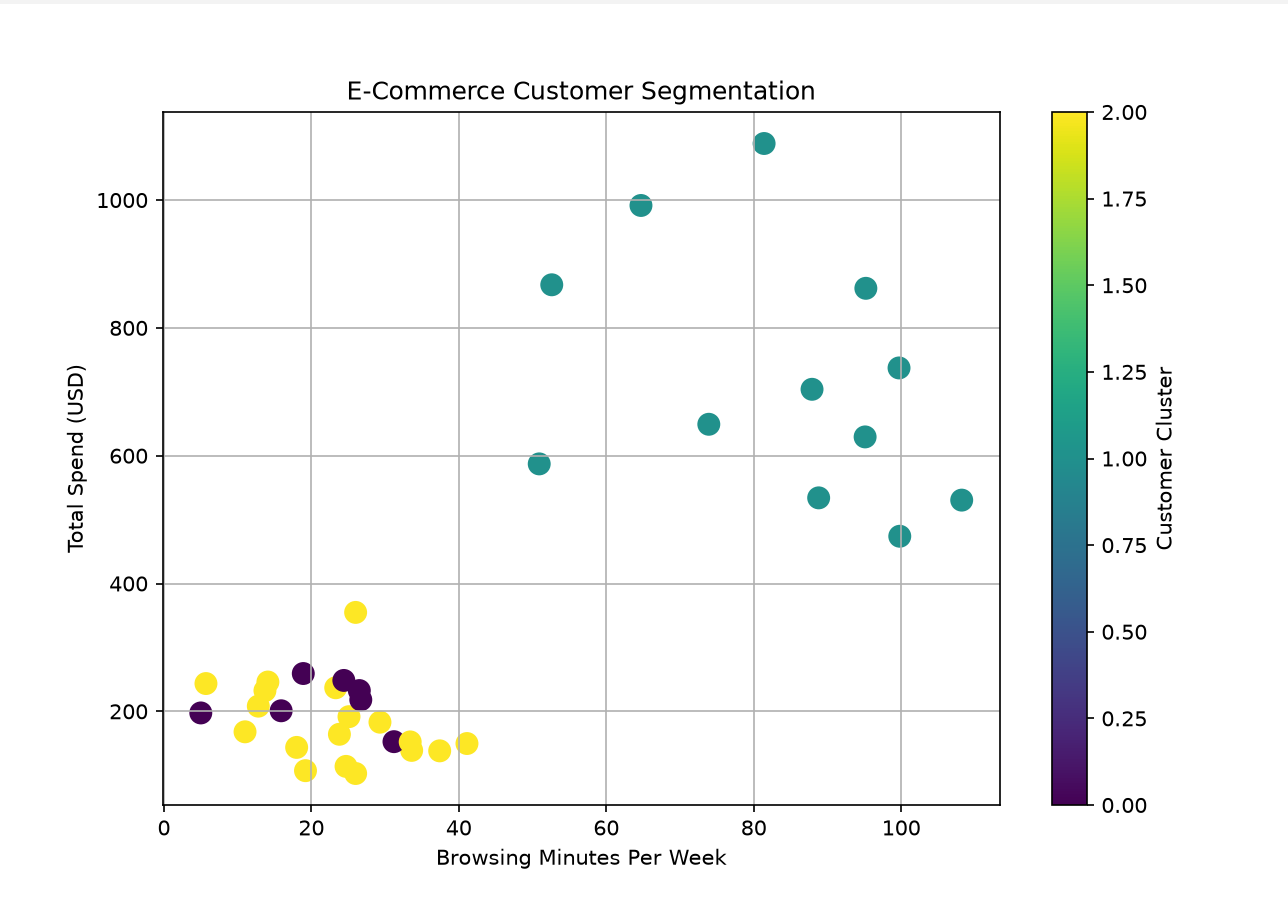 E-Commerce Customer Segmentation
Total Spend (USD)
1000
800
600
400
200
0 20 40 60 80 100
Browsing Minutes Per Week
2.00
1.75
1.50
1.25
1.00
0.75
0.50
0.25
0.00
Customer Cluster